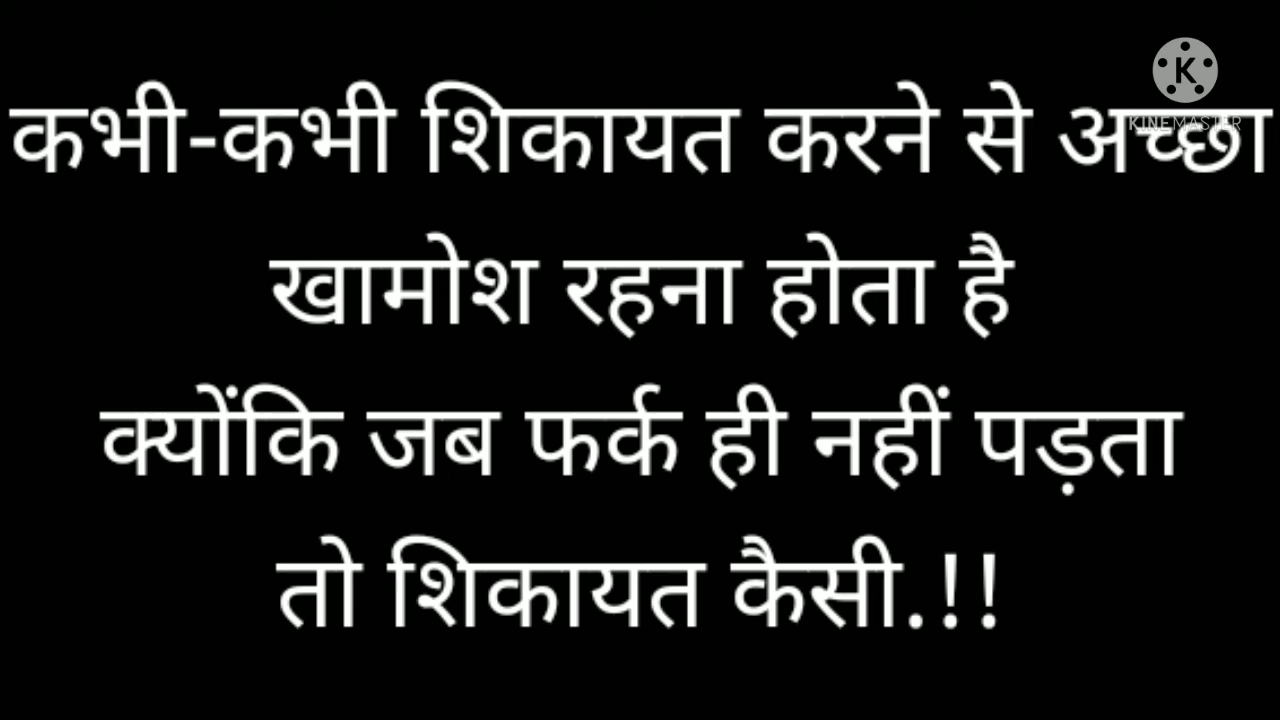 K
KINEMASTER
कभी-कभी शिकायत करने से अच्छा
खामोश रहना होता है
क्योंकि जब फर्क ही नहीं पड़ता
तो शिकायत कैसी.!!